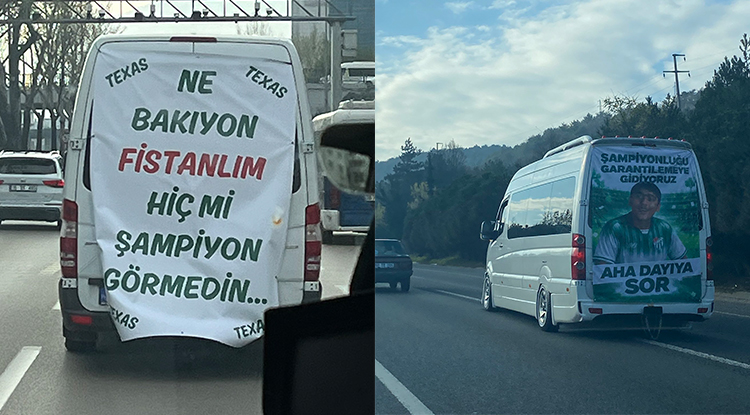 TEXAS
TEXAS
NE
BAKIYON
FISTANLIM
HİÇ Mİ
ŞAMPİYON
GÖRMEDİN...
TEXAS
TEXAS
ŞAMPİYONLUĞU
GARANTİLEMEYE
GİDİYORUZ
AHA DAYIYA
SOR